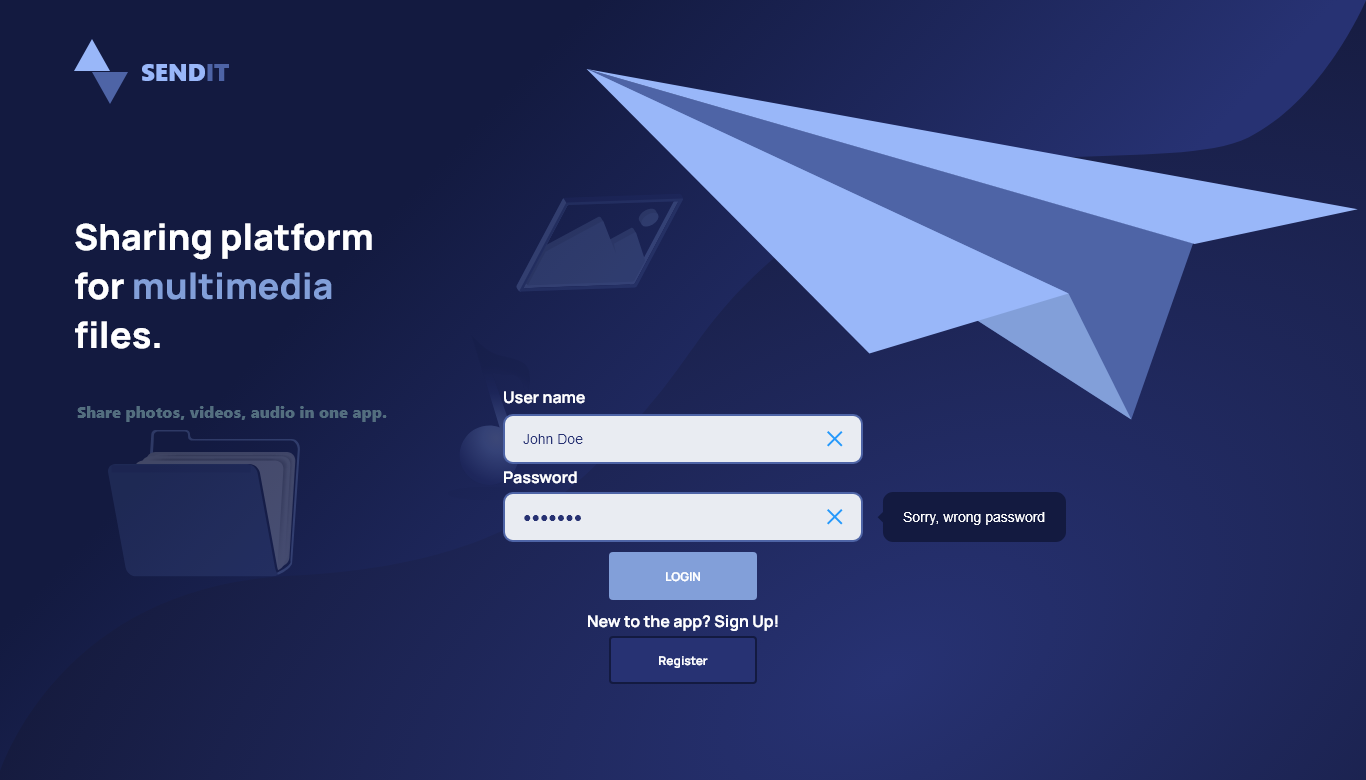 SENDIT
Sharing platform
for multimedia
files.
Share photos, videos, audio in one app.
User name
John Doe
Password
•••••••
Sorry, wrong password
LOGIN
New to the app? Sign Up!
Register